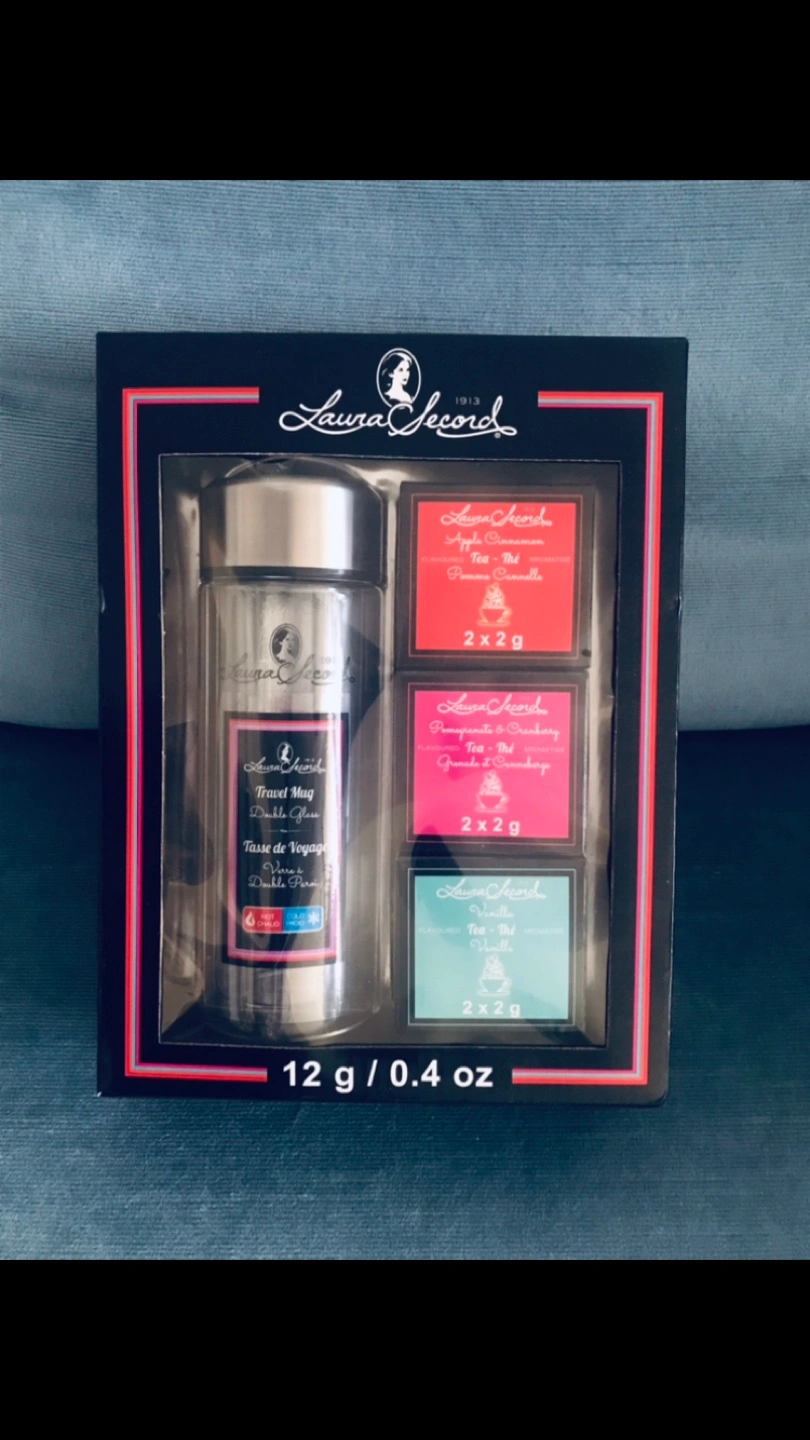 1913
Laura Secord
1913
Laura Secord
Laura Secord
Travel Mug
Double Glass
Tasse de Voyage
Verre à
Double Paroi
HOT
CHAUD
COLD
FROID
Laura Secord
Apple Cinnamon
FLAVOURED Tea - Thé AROMATISÉ
Pomme Cannelle
2 x 2 g
Laura Secord
Pomegranate & Cranberry
FLAVOURED Tea - Thé AROMATISÉ
Grenade et Canneberge
2 x 2 g
Laura Secord
Vanilla
FLAVOURED Tea - Thé AROMATISÉ
Vanille
2 x 2 g
12 g / 0.4 oz